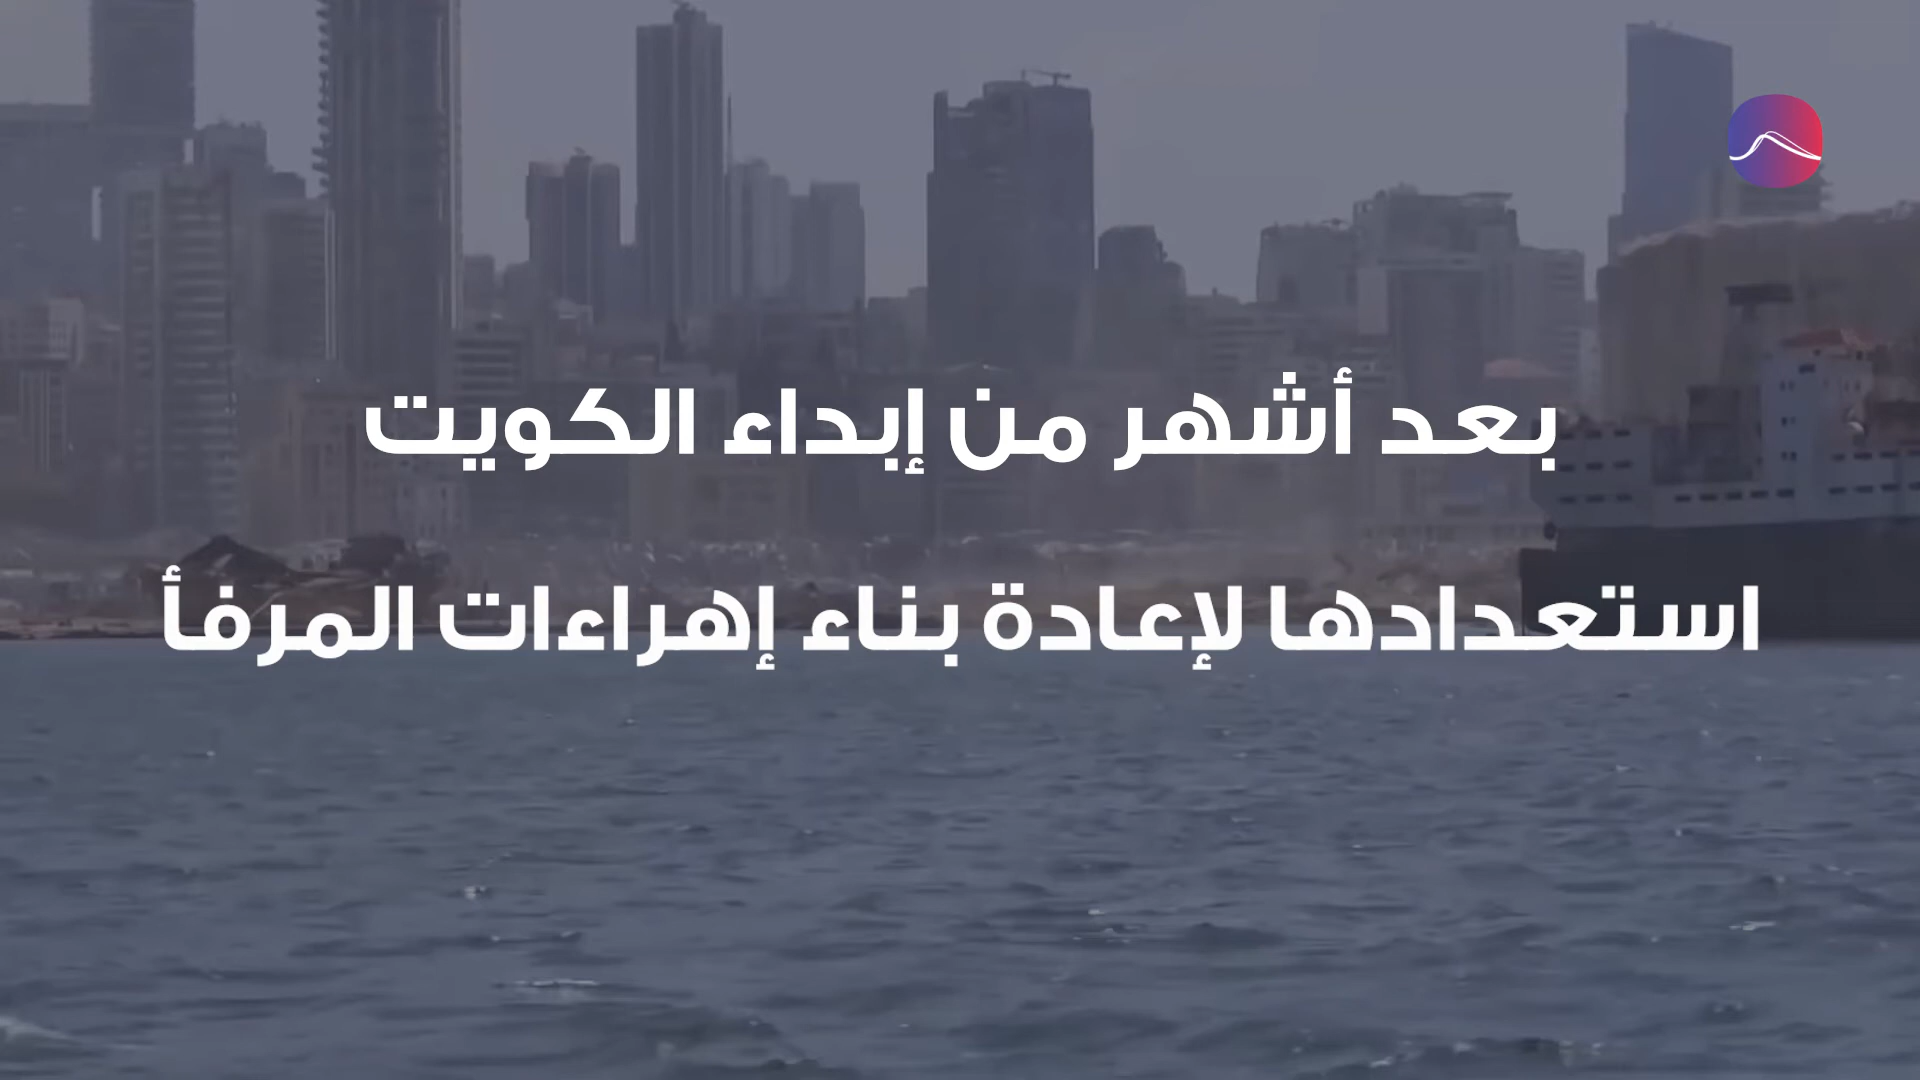 بعد أشهر من إبداء الكويت
استعدادها لإعادة بناء إهراءات المرفأ